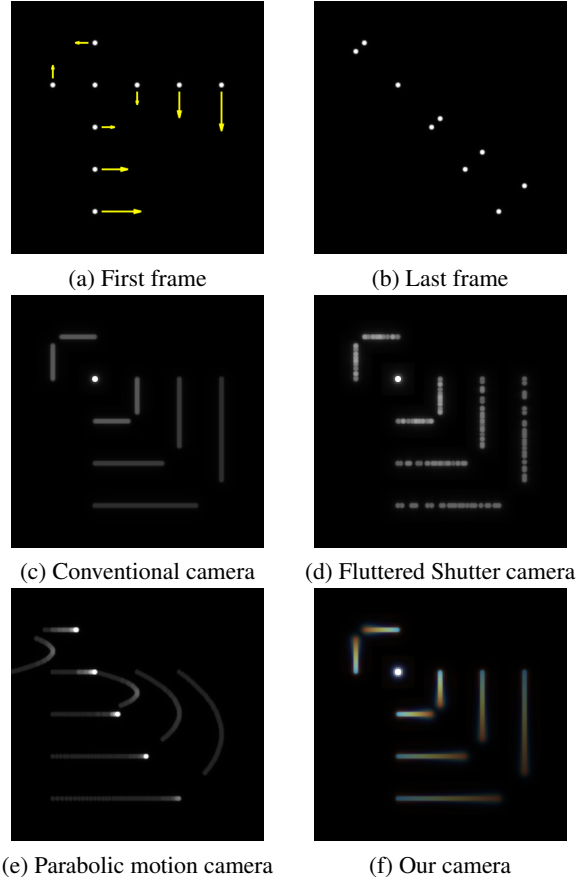 (a) First frame
(b) Last frame
(c) Conventional camera
(d) Fluttered Shutter camera
(e) Parabolic motion camera
(f) Our camera